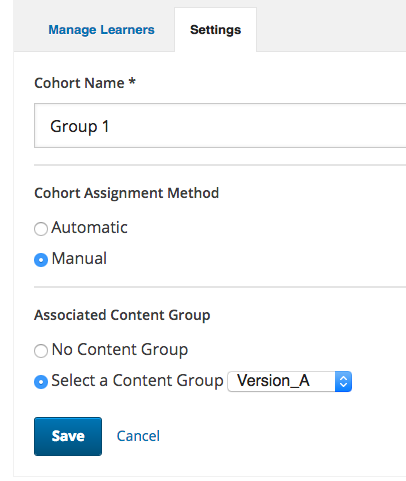 Manage Learners Settings
Cohort Name *
Group 1
Cohort Assignment Method
Automatic
Manual
Associated Content Group
No Content Group
Select a Content Group Version_A
Save Cancel